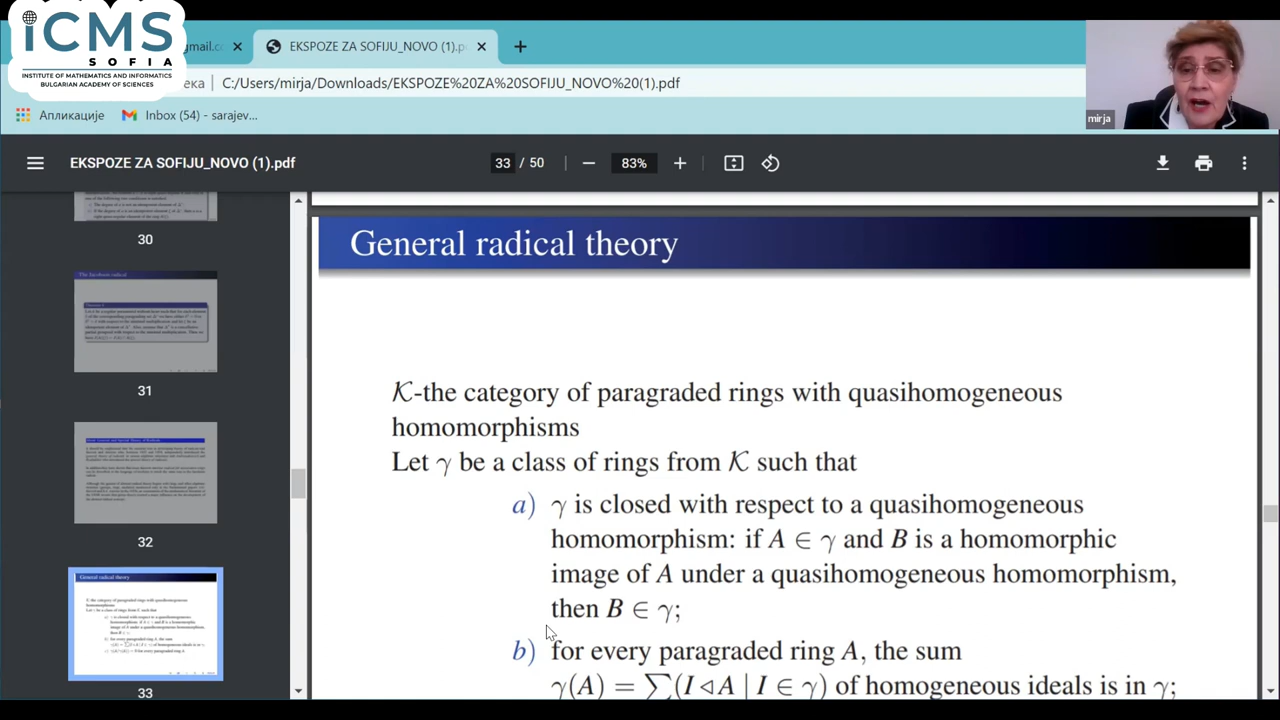 iCMS
SOFIA
INSTITUTE OF MATHEMATICS AND INFORMATICS
BULGARIAN ACADEMY OF SCIENCES
EKSPOZE ZA SOFIJU_NOVO (1).p
C:/Users/mirja/Downloads/EKSPOZE%20ZA%20SOFIJU_NOVO%20(1).pdf
Апликације
Inbox (54) - sarajev...
mirja
EKSPOZE ZA SOFIJU_NOVO (1).pdf
33 / 50
83%
30
31
32
General radical theory
33
General radical theory
𝒦-the category of paragraded rings with quasihomogeneous
homomorphisms
Let γ be a class of rings from 𝒦 such that
a) γ is closed with respect to a quasihomogeneous
homomorphism: if A ∈ γ and B is a homomorphic
image of A under a quasihomogeneous homomorphism,
then B ∈ γ;
b) for every paragraded ring A, the sum
γ(A) = ∑(I ◁ A | I ∈ γ) of homogeneous ideals is in γ;